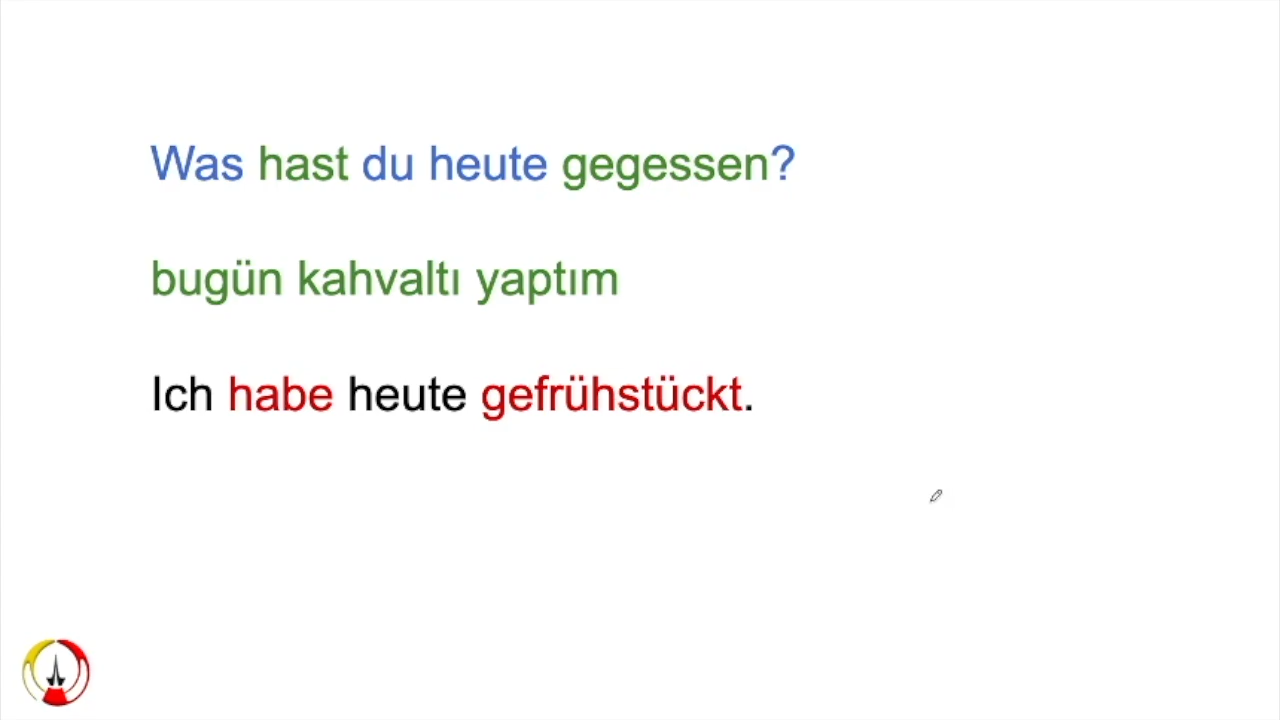 Was hast du heute gegessen?
bugün kahvaltı yaptım
Ich habe heute gefrühstückt.